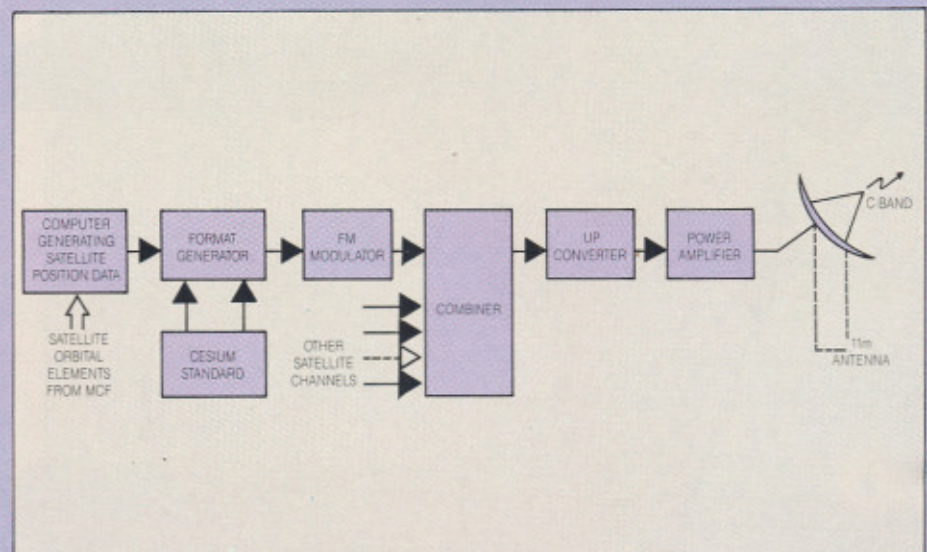 COMPUTER
GENERATING
SATELLITE
POSITION DATA
SATELLITE
ORBITAL
ELEMENTS
FROM MCF
FORMAT
GENERATOR
CESIUM
STANDARD
FM
MODULATOR
OTHER
SATELLITE
CHANNELS
COMBINER
UP
CONVERTER
POWER
AMPLIFIER
C-BAND
11m
ANTENNA